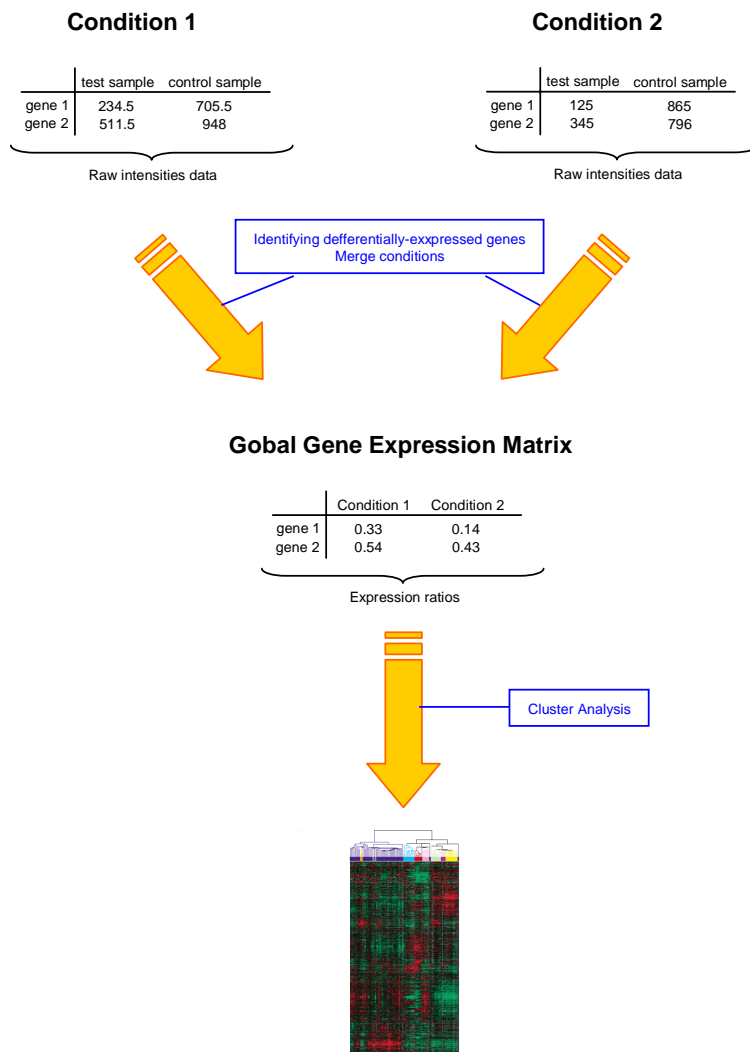 Condition 1
Condition 2
test sample control sample
gene 1 234.5 705.5
gene 2 511.5 948
Raw intensities data
test sample control sample
gene 1 125 865
gene 2 345 796
Raw intensities data
Identifying defferentially-exxpressed genes
Merge conditions
Gobal Gene Expression Matrix
Condition 1 Condition 2
gene 1 0.33 0.14
gene 2 0.54 0.43
Expression ratios
Cluster Analysis